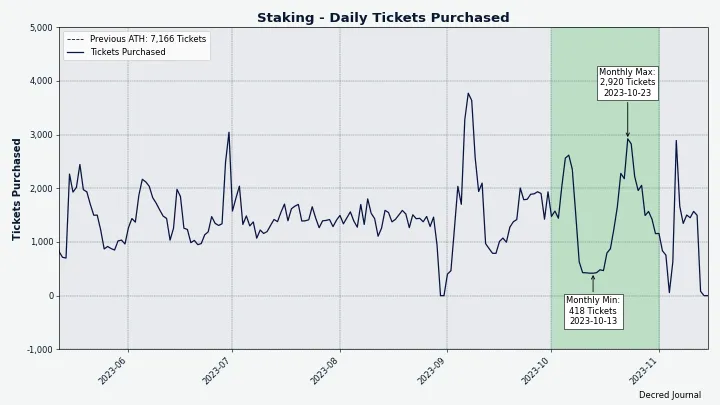 Staking - Daily Tickets Purchased
Previous ATH: 7,166 Tickets
Tickets Purchased
Tickets Purchased
5,000
4,000
3,000
2,000
1,000
0
-1,000
Monthly Max:
2,920 Tickets
2023-10-23
Monthly Min:
418 Tickets
2023-10-13
2023-06
2023-07
2023-08
2023-09
2023-10
2023-11
Decred Journal